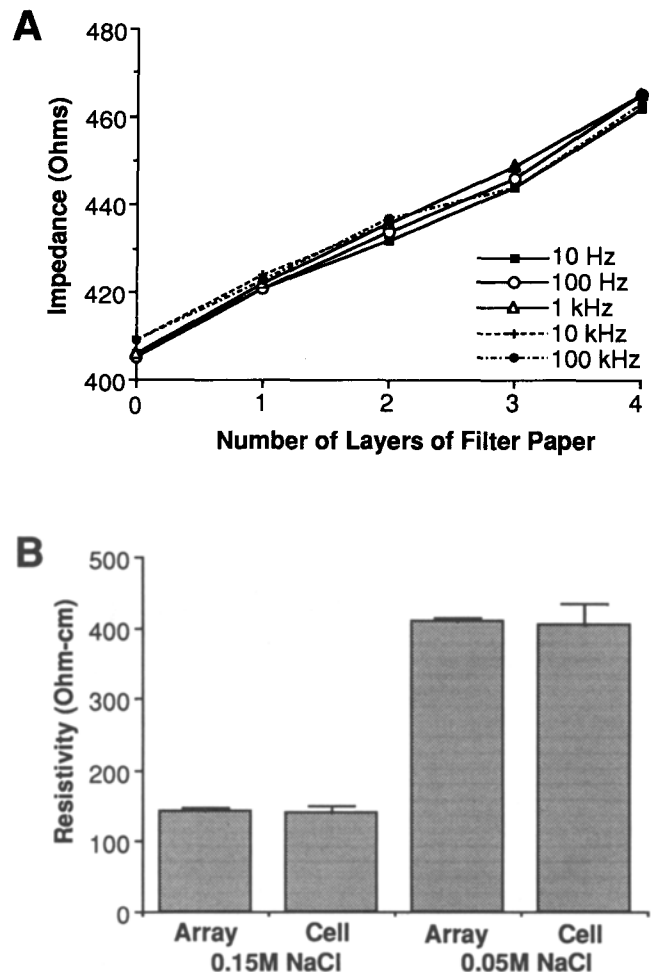 A
480
460
440
420
400
Impedance (Ohms)
10 Hz
100 Hz
1 kHz
10 kHz
100 kHz
0 1 2 3 4
Number of Layers of Filter Paper
B
500
400
300
200
100
0
Resistivity (Ohm-cm)
Array Cell Array Cell
0.15M NaCl 0.05M NaCl